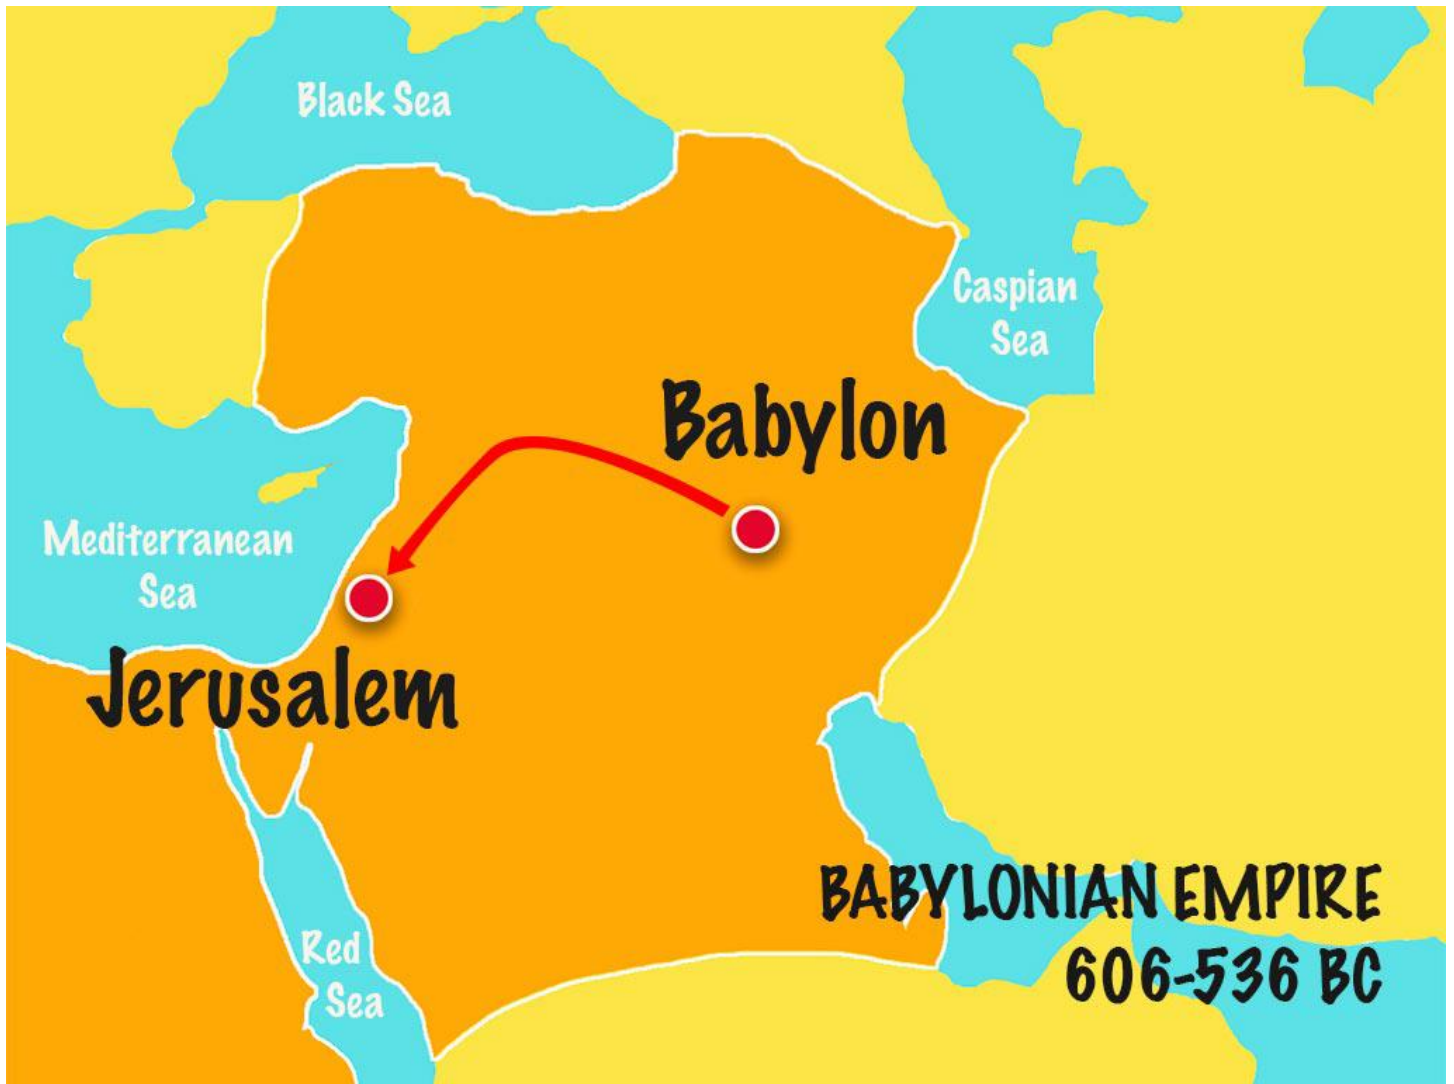 Black Sea
Caspian
Sea
Babylon
Mediterranean
Sea
Jerusalem
BABYLONIAN EMPIRE
606-536 BC
Red
Sea